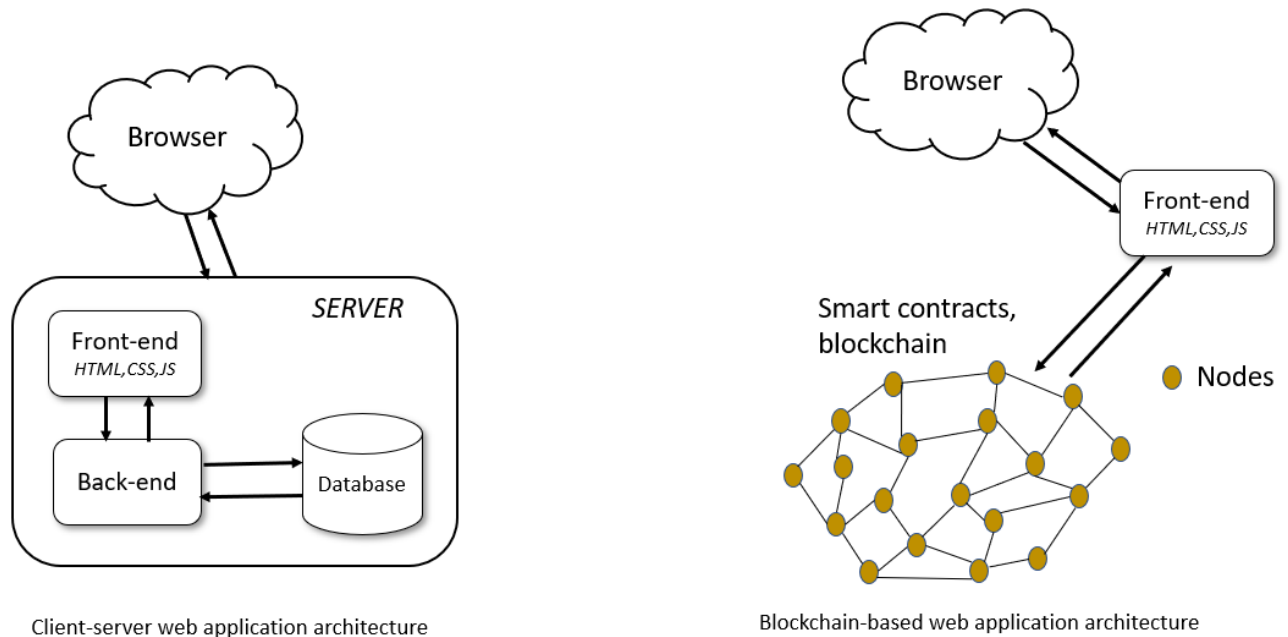 Browser
SERVER
Front-end
HTML,CSS,JS
Back-end
Database
Client-server web application architecture
Browser
Front-end
HTML,CSS,JS
Smart contracts,
blockchain
Nodes
Blockchain-based web application architecture